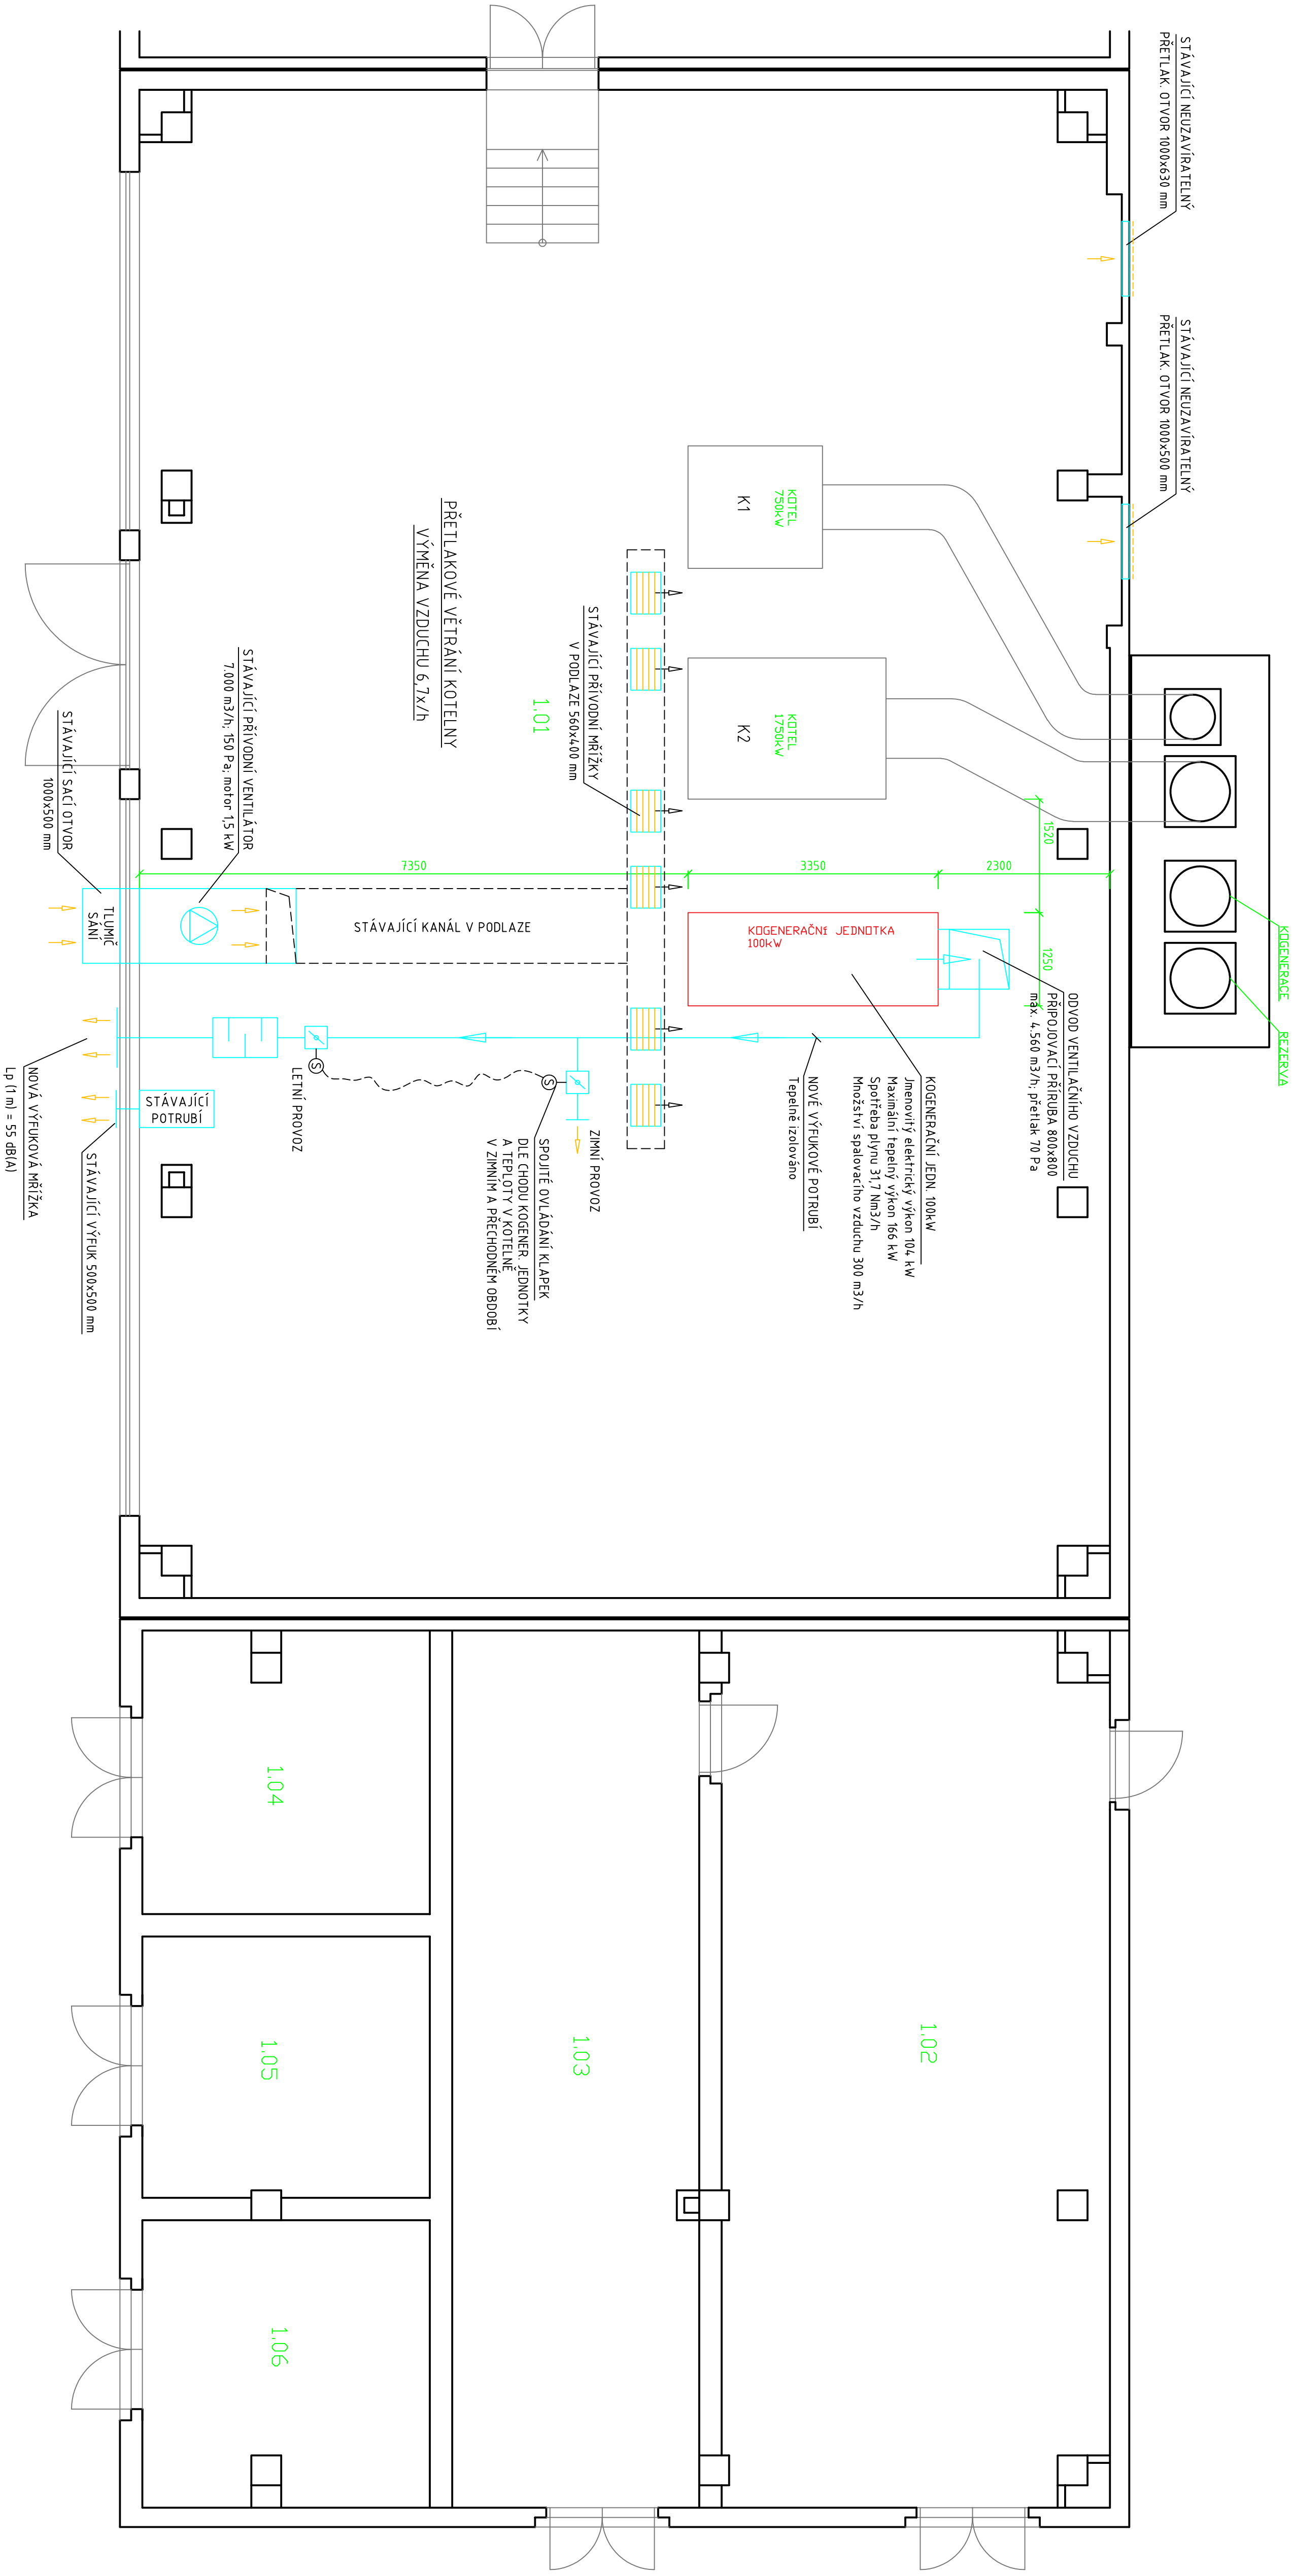 STÁVAJÍCÍ NEUZAVÍRATELNÝ
PŘETLAK. OTVOR 1000x630 mm
STÁVAJÍCÍ NEUZAVÍRATELNÝ
PŘETLAK. OTVOR 1000x500 mm
KOTEL
750kW
K1
KOTEL
1750kW
K2
PŘETLAKOVÉ VĚTRÁNÍ KOTELNY
VÝMĚNA VZDUCHU 6,7x/h
STÁVAJÍCÍ PŘÍVODNÍ MŘÍŽKY
V PODLAZE 560x400 mm
1.01
STÁVAJÍCÍ PŘÍVODNÍ VENTILÁTOR
7.000 m3/h; 150 Pa; motor 1,5 kW
STÁVAJÍCÍ SACÍ OTVOR
1000x500 mm
TLUMIČ
SÁNÍ
STÁVAJÍCÍ KANÁL V PODLAZE
7350
3350
2300
1520
1250
KOGENERAČNÍ JEDNOTKA
100kW
KOGENERACE
REZERVA
ODVOD VENTILAČNÍHO VZDUCHU
PŘIPOJOVACÍ PŘÍRUBA 800x800
max. 4.560 m3/h; přetlak 70 Pa
KOGENERAČNÍ JEDN. 100kW
Jmenovitý elektrický výkon 104 kW
Maximální tepelný výkon 166 kW
Spotřeba plynu 31,7 Nm3/h
Množství spalovacího vzduchu 300 m3/h
NOVÉ VÝFUKOVÉ POTRUBÍ
Tepelně izolováno
ZIMNÍ PROVOZ
S
SPOJITÉ OVLÁDÁNÍ KLAPEK
DLE CHODU KOGENER. JEDNOTKY
A TEPLOTY V KOTELNĚ
V ZIMNÍM A PŘECHODNÉM OBDOBÍ
S
LETNÍ PROVOZ
STÁVAJÍCÍ
POTRUBÍ
STÁVAJÍCÍ VÝFUK 500x500 mm
NOVÁ VÝFUKOVÁ MŘÍŽKA
Lp (1 m) = 55 dB(A)
1.02
1.03
1.04
1.05
1.06